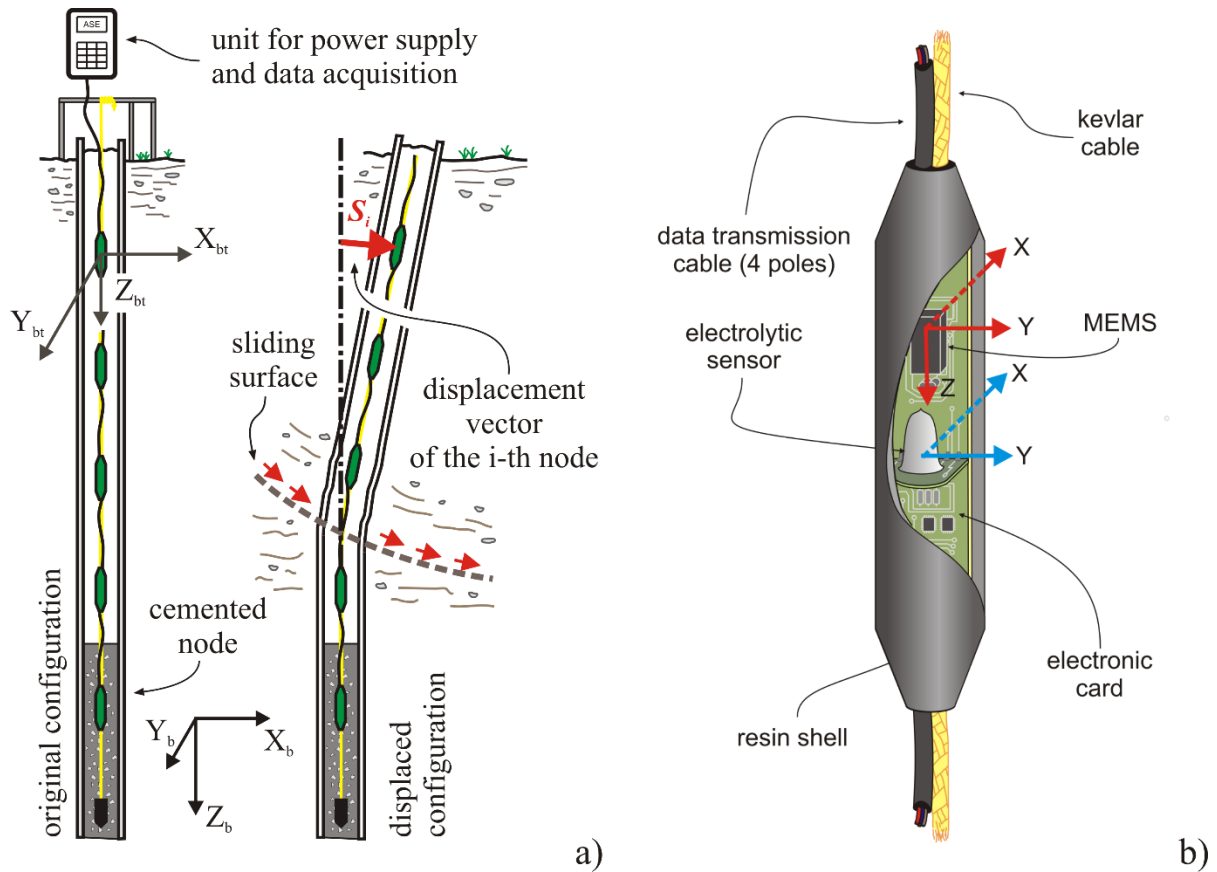 ASE
unit for power supply
and data acquisition
X bt
Z bt
Y bt
S i
sliding
surface
displacement
vector
of the i-th node
original configuration
cemented
node
Y b
X b
Z b
displaced
configuration
a)
kevlar
cable
data transmission
cable (4 poles)
X
Y
MEMS
electrolytic
sensor
Z
X
Y
electronic
card
resin shell
b)